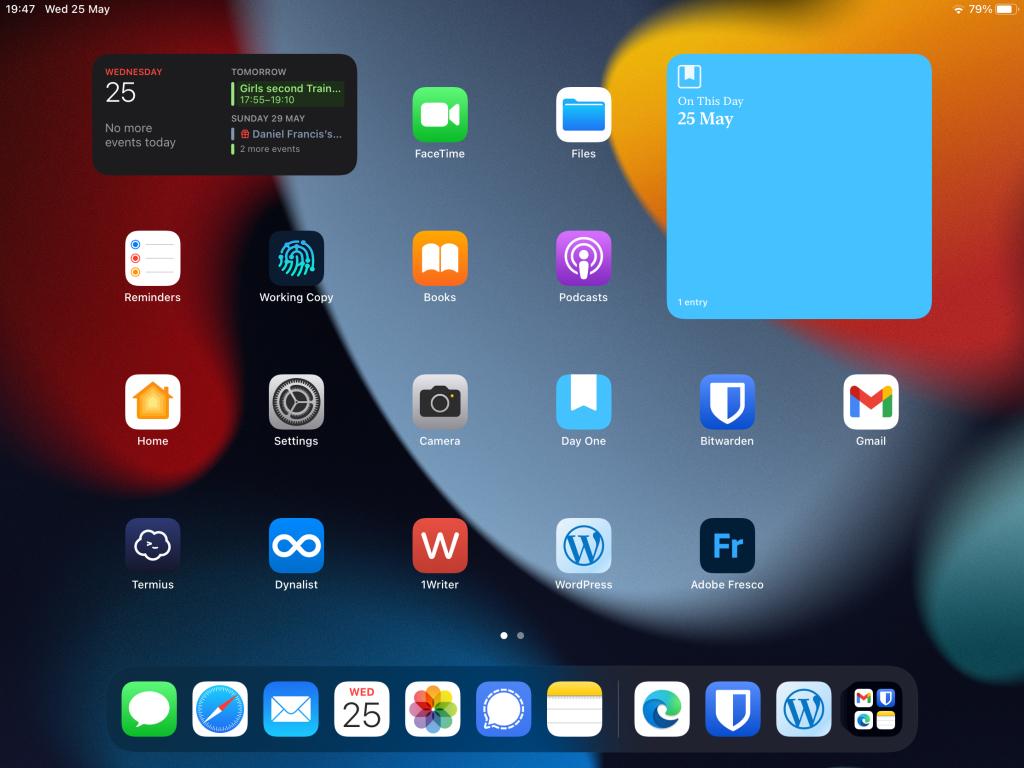 19:47 Wed 25 May
79%
WEDNESDAY
25
No more
events today
TOMORROW
Girls second Train...
17:55–19:10
SUNDAY 29 MAY
Daniel Francis's...
2 more events
FaceTime
Files
On This Day
25 May
1 entry
Reminders
Working Copy
Books
Podcasts
Home
Settings
Camera
Day One
Bitwarden
Gmail
>_
W
W
Fr
Termius
Dynalist
1Writer
WordPress
Adobe Fresco
WED
25
W